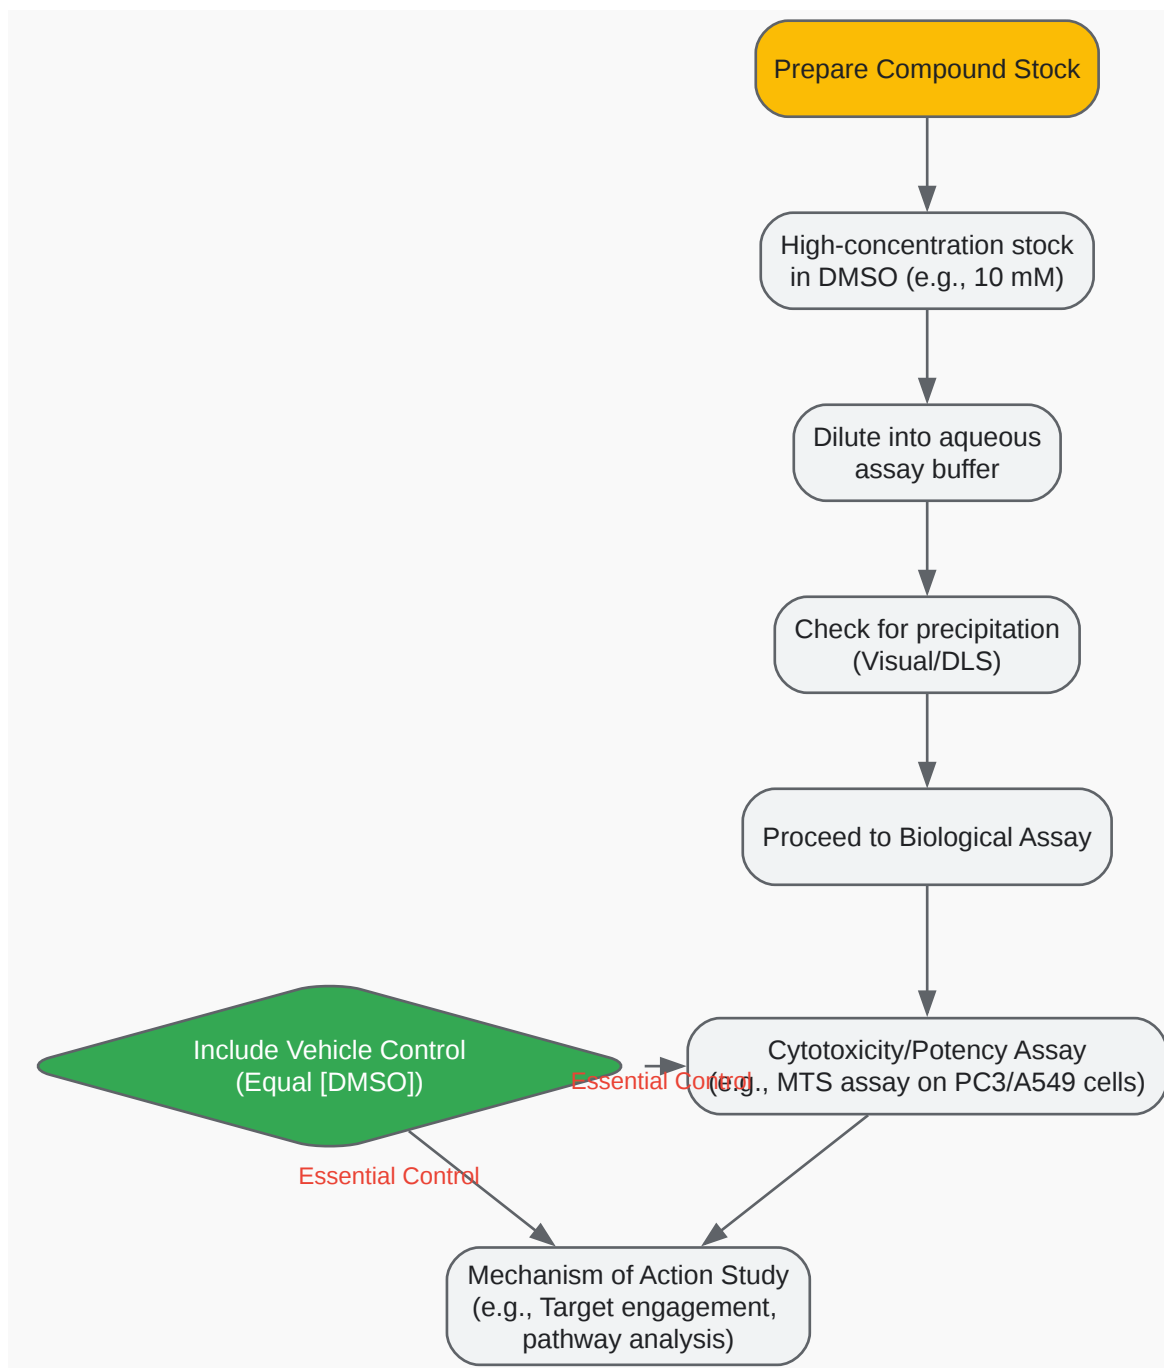 Prepare Compound Stock
High-concentration stock
in DMSO (e.g., 10 mM)
Dilute into aqueous
assay buffer
Check for precipitation
(Visual/DLS)
Proceed to Biological Assay
Include Vehicle Control
(Equal [DMSO])
Essential Control
Cytotoxicity/Potency Assay
(e.g., MTS assay on PC3/A549 cells)
Essential Control
Mechanism of Action Study
(e.g., Target engagement,
pathway analysis)